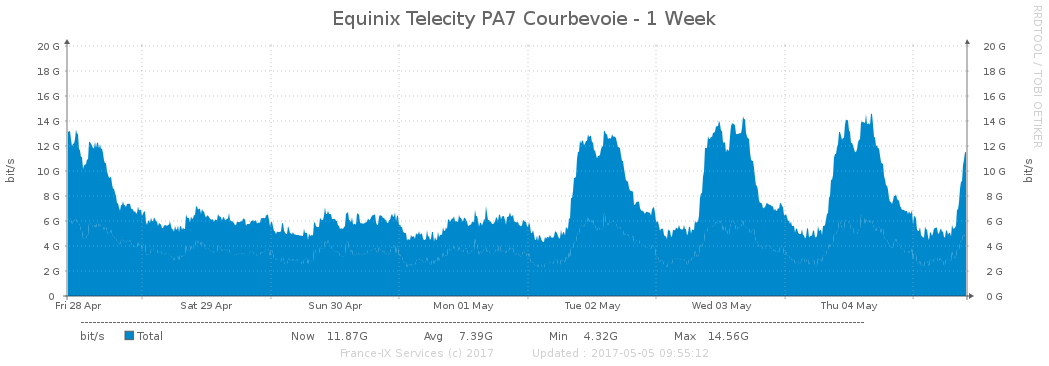 Equinix Telecity PA7 Courbevoie - 1 Week
RRDTOOL / TOBI OETIKER
bit/s
20 G
18 G
16 G
14 G
12 G
10 G
8 G
6 G
4 G
2 G
0
20 G
18 G
16 G
14 G
12 G
10 G
8 G
6 G
4 G
2 G
0 G
bit/s
Fri 28 Apr Sat 29 Apr Sun 30 Apr Mon 01 May Tue 02 May Wed 03 May Thu 04 May
bit/s Total Now 11.87G Avg 7.39G Min 4.32G Max 14.56G
France-IX Services (c) 2017 Updated : 2017-05-05 09:55:12